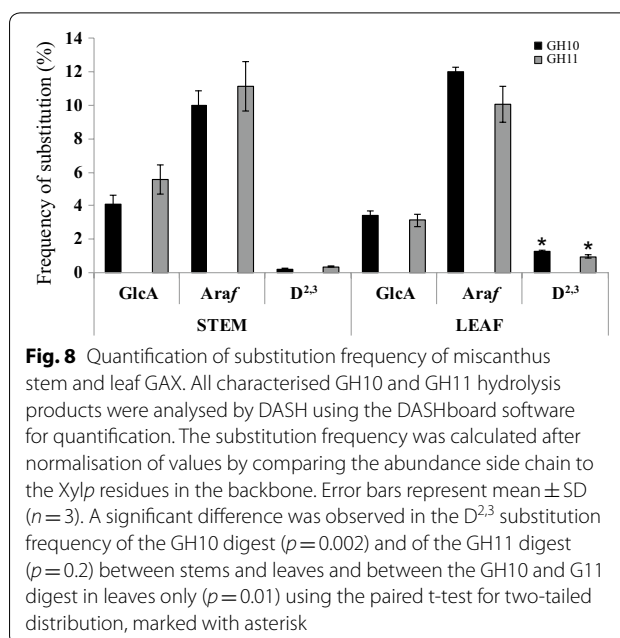 14
12
10
8
6
4
2
0
Frequency of substitution (%)
GH10
GH11
* *
GlcA Araf D2,3 GlcA Araf D2,3
STEM LEAF
Fig. 8 Quantification of substitution frequency of miscanthus
stem and leaf GAX. All characterised GH10 and GH11 hydrolysis
products were analysed by DASH using the DASHboard software
for quantification. The substitution frequency was calculated after
normalisation of values by comparing the abundance side chain to
the Xylp residues in the backbone. Error bars represent mean ± SD
(n = 3). A significant difference was observed in the D2,3 substitution
frequency of the GH10 digest (p = 0.002) and of the GH11 digest
(p = 0.2) between stems and leaves and between the GH10 and G11
digest in leaves only (p = 0.01) using the paired t-test for two-tailed
distribution, marked with asterisk